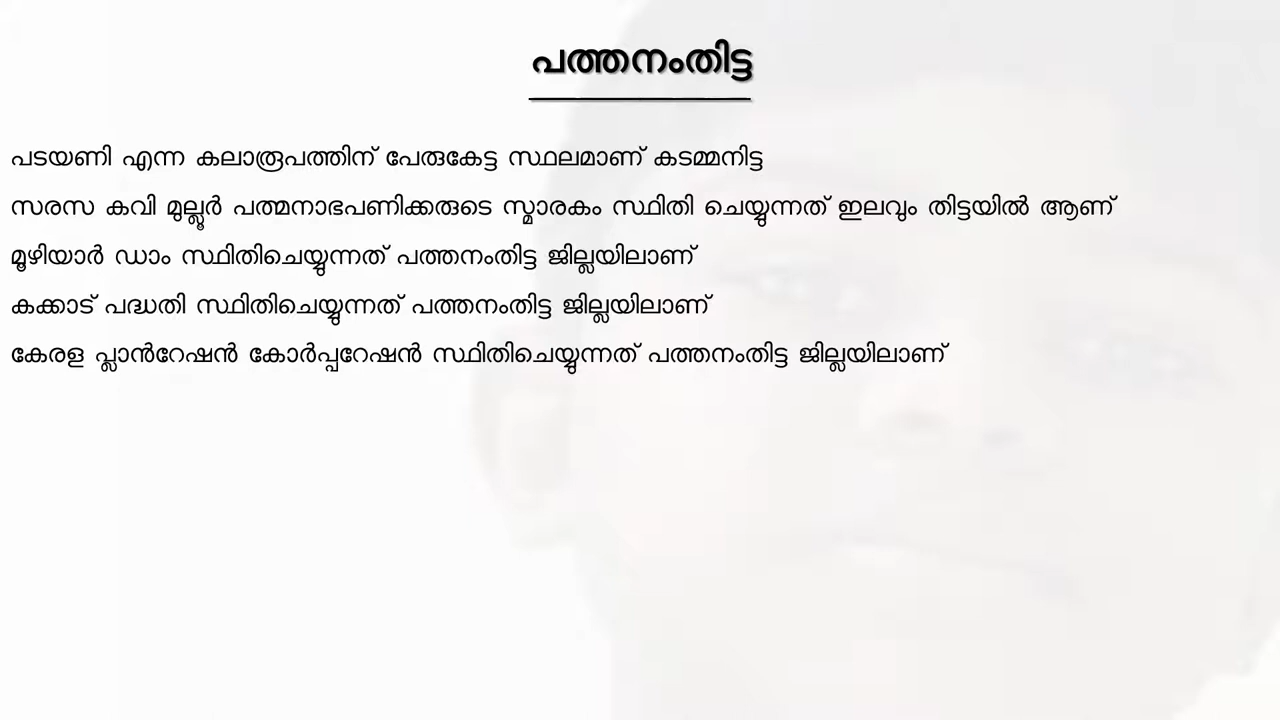 പത്തനംതിട്ട
പടയണി എന്ന കലാരൂപത്തിന് പേരുകേട്ട സ്ഥലമാണ് കടമ്മനിട്ട
സരസ കവി മുല്ലൂർ പത്മനാഭപണിക്കരുടെ സ്മാരകം സ്ഥിതി ചെയ്യുന്നത് ഇലവും തിട്ടയിൽ ആണ്
മൂഴിയാർ ഡാം സ്ഥിതിചെയ്യുന്നത് പത്തനംതിട്ട ജില്ലയിലാണ്
കക്കാട് പദ്ധതി സ്ഥിതിചെയ്യുന്നത് പത്തനംതിട്ട ജില്ലയിലാണ്
കേരള പ്ലാൻറേഷൻ കോർപ്പറേഷൻ സ്ഥിതിചെയ്യുന്നത് പത്തനംതിട്ട ജില്ലയിലാണ്